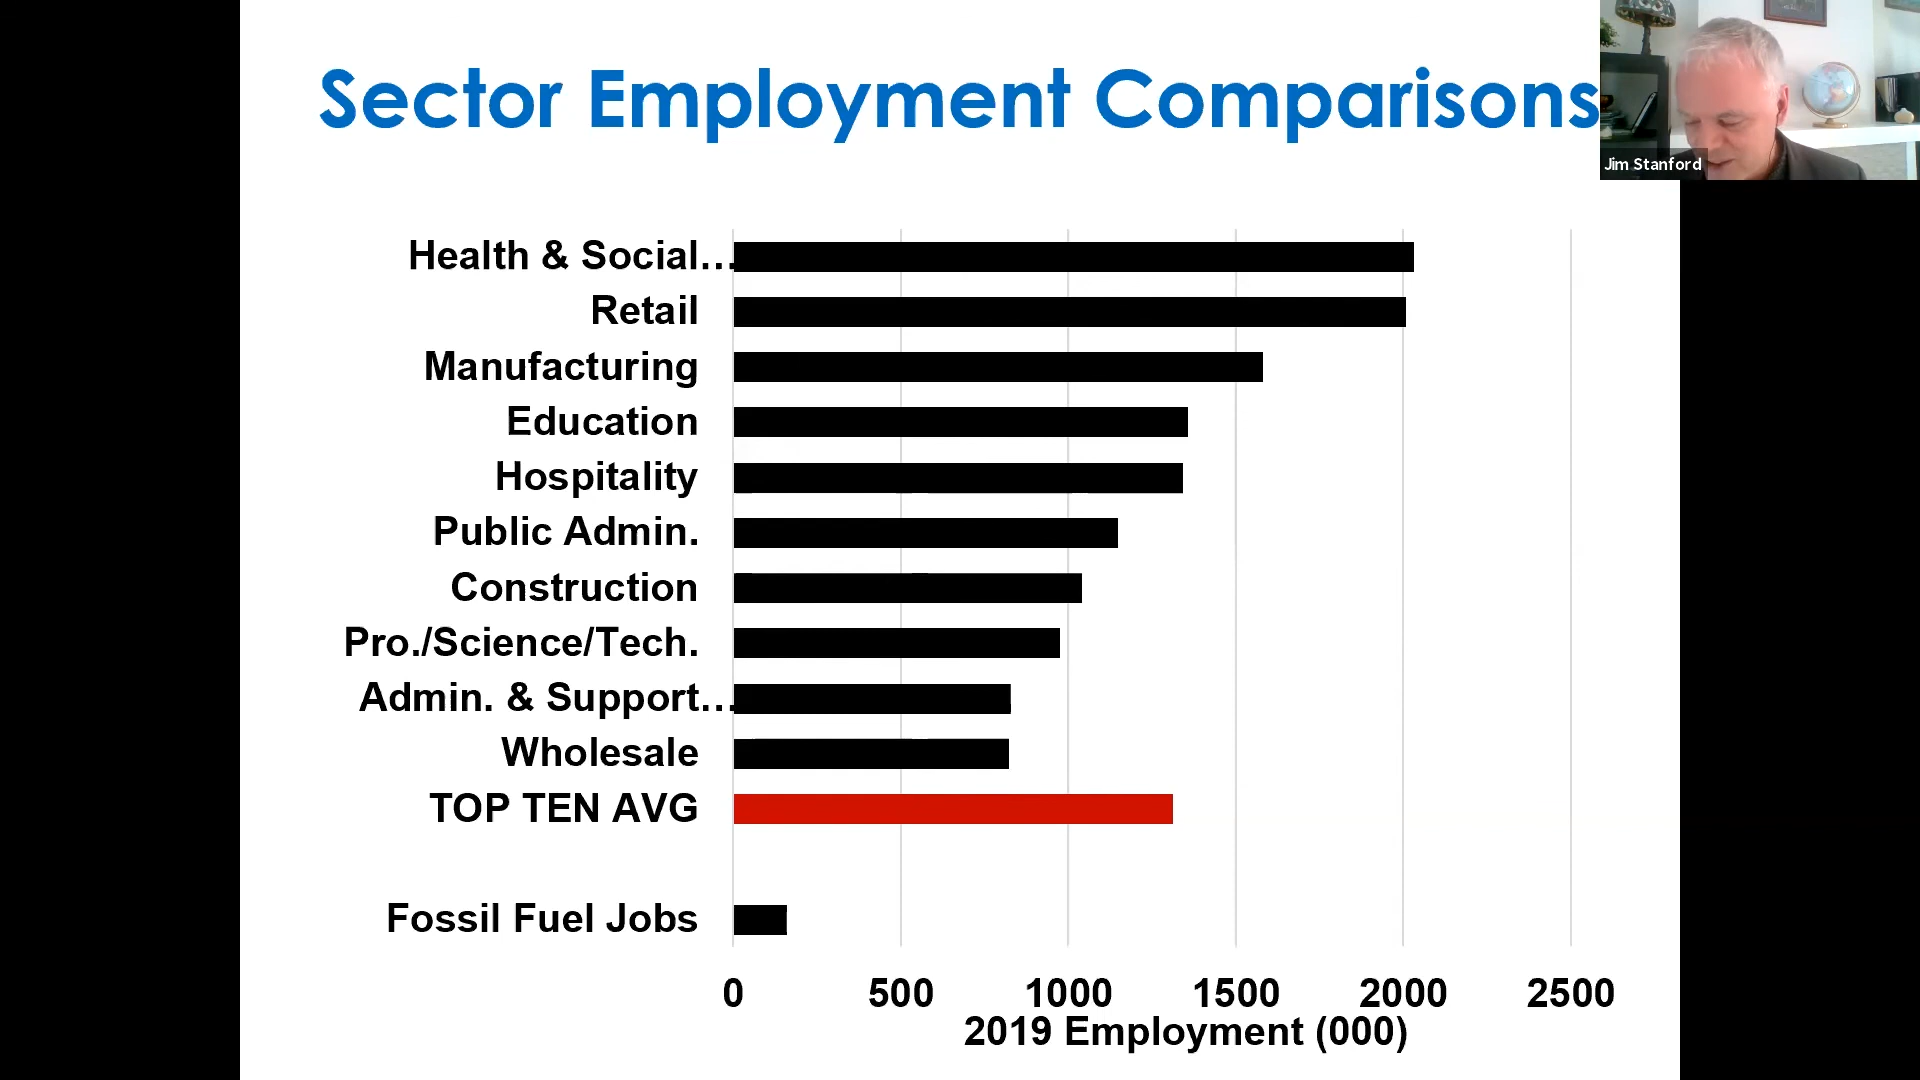 Sector Employment Comparisons
Jim Stanford
Health & Social…
Retail
Manufacturing
Education
Hospitality
Public Admin.
Construction
Pro./Science/Tech.
Admin. & Support…
Wholesale
TOP TEN AVG
Fossil Fuel Jobs
0 500 1000 1500 2000 2500
2019 Employment (000)